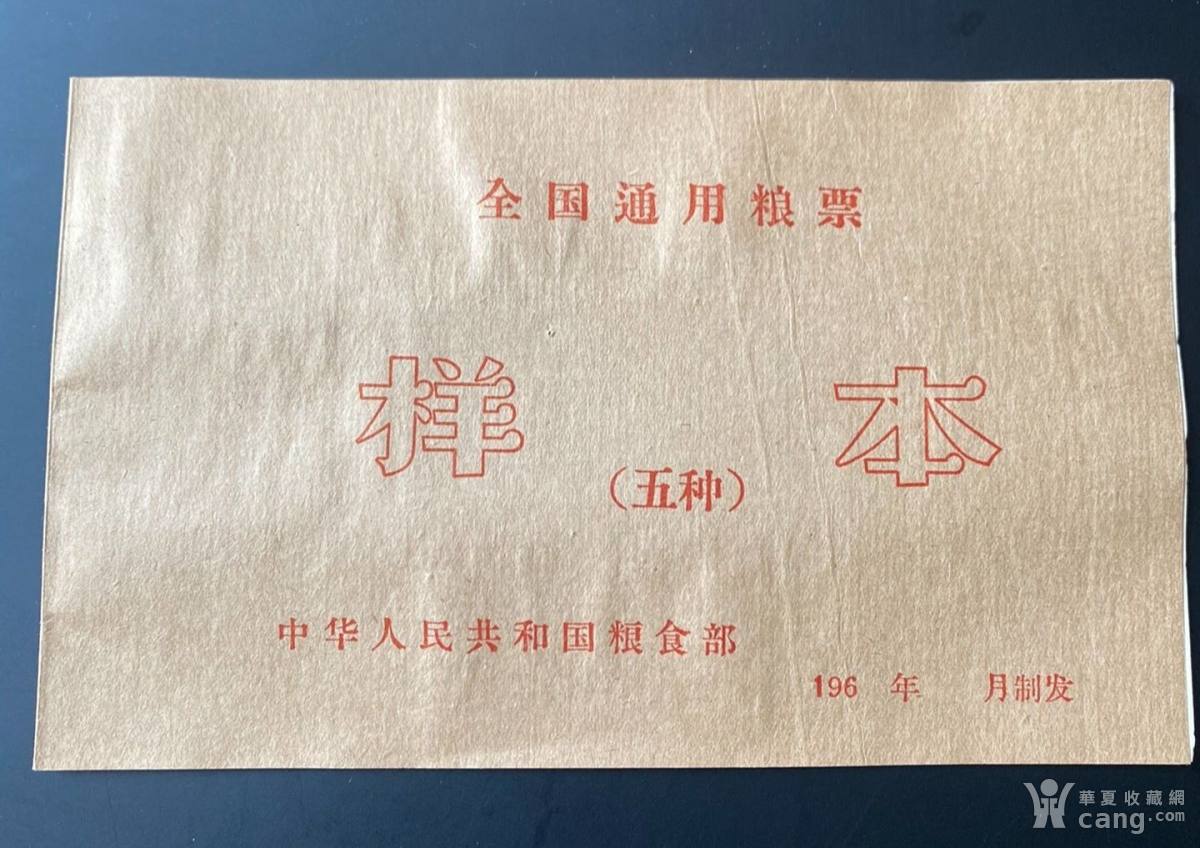 全国通用粮票
样 本
（五种）
中华人民共和国粮食部
196 年 月制发
華夏收藏網
cang.com